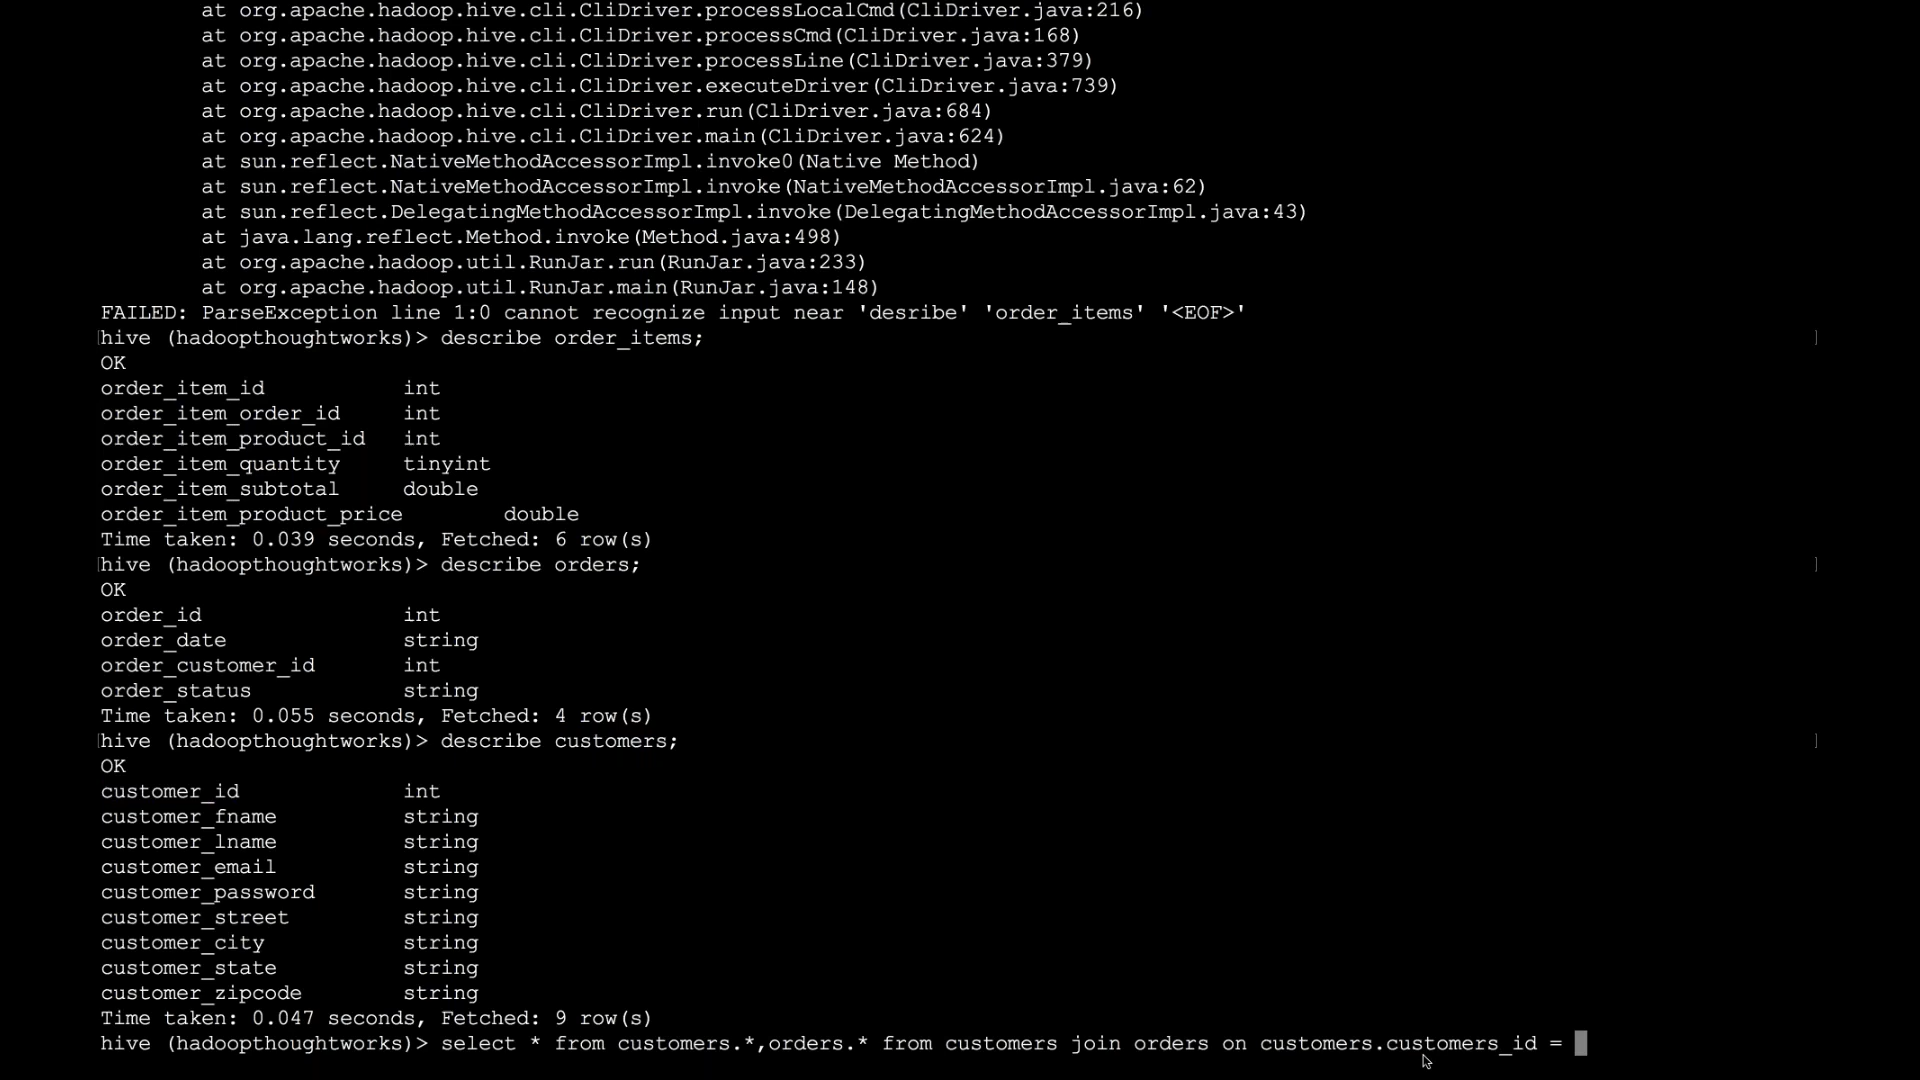 at org.apache.hadoop.hive.cli.CliDriver.processLocalCmd(CliDriver.java:216)
at org.apache.hadoop.hive.cli.CliDriver.processCmd(CliDriver.java:168)
at org.apache.hadoop.hive.cli.CliDriver.processLine(CliDriver.java:379)
at org.apache.hadoop.hive.cli.CliDriver.executeDriver(CliDriver.java:739)
at org.apache.hadoop.hive.cli.CliDriver.run(CliDriver.java:684)
at org.apache.hadoop.hive.cli.CliDriver.main(CliDriver.java:624)
at sun.reflect.NativeMethodAccessorImpl.invoke0(Native Method)
at sun.reflect.NativeMethodAccessorImpl.invoke(NativeMethodAccessorImpl.java:62)
at sun.reflect.DelegatingMethodAccessorImpl.invoke(DelegatingMethodAccessorImpl.java:43)
at java.lang.reflect.Method.invoke(Method.java:498)
at org.apache.hadoop.util.RunJar.run(RunJar.java:233)
at org.apache.hadoop.util.RunJar.main(RunJar.java:148)
FAILED: ParseException line 1:0 cannot recognize input near 'desribe' 'order_items' '<EOF>'
[hive (hadoopthoughtworks)> describe order_items; ]
OK
order_item_id int
order_item_order_id int
order_item_product_id int
order_item_quantity tinyint
order_item_subtotal double
order_item_product_price double
Time taken: 0.039 seconds, Fetched: 6 row(s)
[hive (hadoopthoughtworks)> describe orders; ]
OK
order_id int
order_date string
order_customer_id int
order_status string
Time taken: 0.055 seconds, Fetched: 4 row(s)
[hive (hadoopthoughtworks)> describe customers; ]
OK
customer_id int
customer_fname string
customer_lname string
customer_email string
customer_password string
customer_street string
customer_city string
customer_state string
customer_zipcode string
Time taken: 0.047 seconds, Fetched: 9 row(s)
hive (hadoopthoughtworks)> select * from customers.*,orders.* from customers join orders on customers.customers_id =